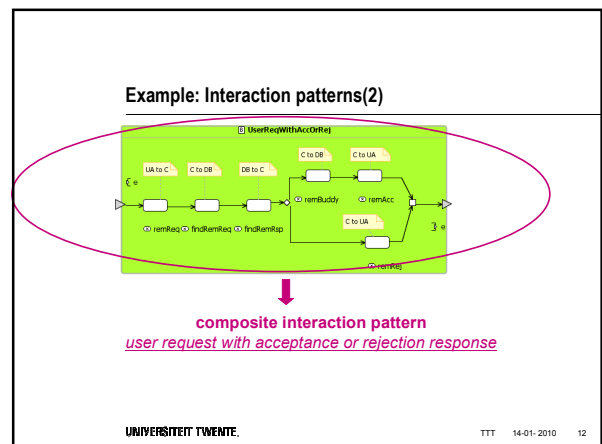 Example: Interaction patterns(2)
B UserReqWithAccOrRej
C to DB C to UA
UA to C C to DB DB to C
e
remBuddy remAcc
C to UA
e
remReq findRemReq findRemRsp
remRej
composite interaction pattern
user request with acceptance or rejection response
UNIVERSITEIT TWENTE. TTT 14-01- 2010 12